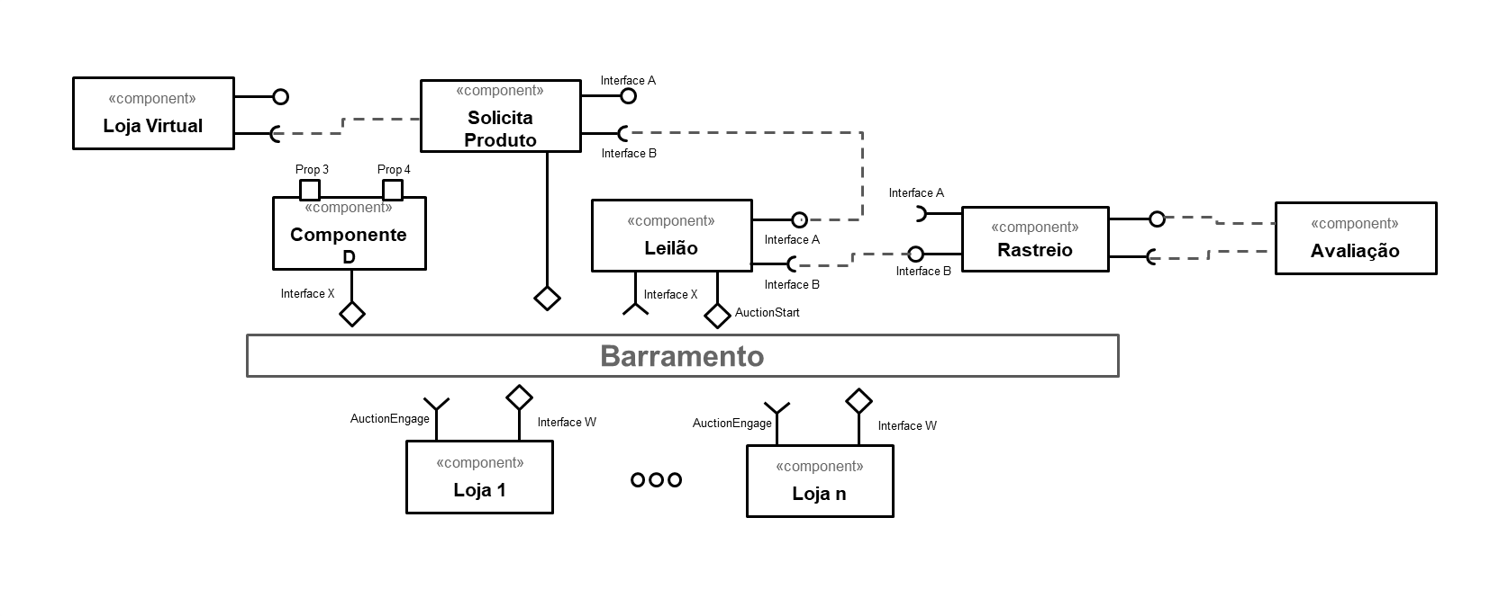 «component»
Loja Virtual
«component»
Solicita
Produto
Interface A
Interface B
Prop 3
Prop 4
«component»
Componente
D
Interface X
«component»
Leilão
Interface A
Interface B
Interface X
AuctionStart
Interface A
Interface B
«component»
Rastreio
«component»
Avaliação
Barramento
AuctionEngage
Interface W
«component»
Loja 1
AuctionEngage
Interface W
«component»
Loja n